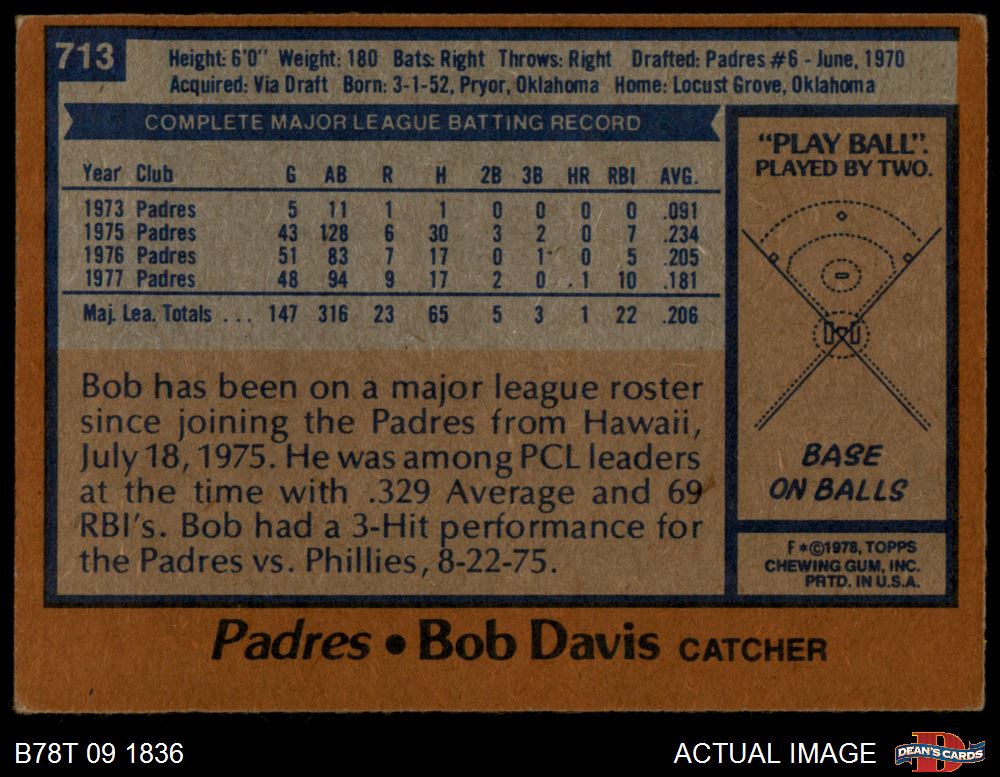 713
Height: 6'0" Weight: 180 Bats: Right Throws: Right Drafted: Padres #6 - June, 1970
Acquired: Via Draft Born: 3-1-52, Pryor, Oklahoma Home: Locust Grove, Oklahoma
COMPLETE MAJOR LEAGUE BATTING RECORD
Year Club G AB R H 2B 3B HR RBI AVG.
1973 Padres 5 11 1 1 0 0 0 0 .091
1975 Padres 43 128 6 30 3 2 0 7 .234
1976 Padres 51 83 7 17 0 1 0 5 .205
1977 Padres 48 94 9 17 2 0 1 10 .181
Maj. Lea. Totals ... 147 316 23 65 5 3 1 22 .206
Bob has been on a major league roster
since joining the Padres from Hawaii,
July 18, 1975. He was among PCL leaders
at the time with .329 Average and 69
RBI's. Bob had a 3-Hit performance for
the Padres vs. Phillies, 8-22-75.
"PLAY BALL".
PLAYED BY TWO.
BASE
ON BALLS
F *©1978, TOPPS
CHEWING GUM, INC.
PRTD. IN U.S.A.
Padres • Bob Davis CATCHER
B78T 09 1836
ACTUAL IMAGE
D
DEAN'S CARDS